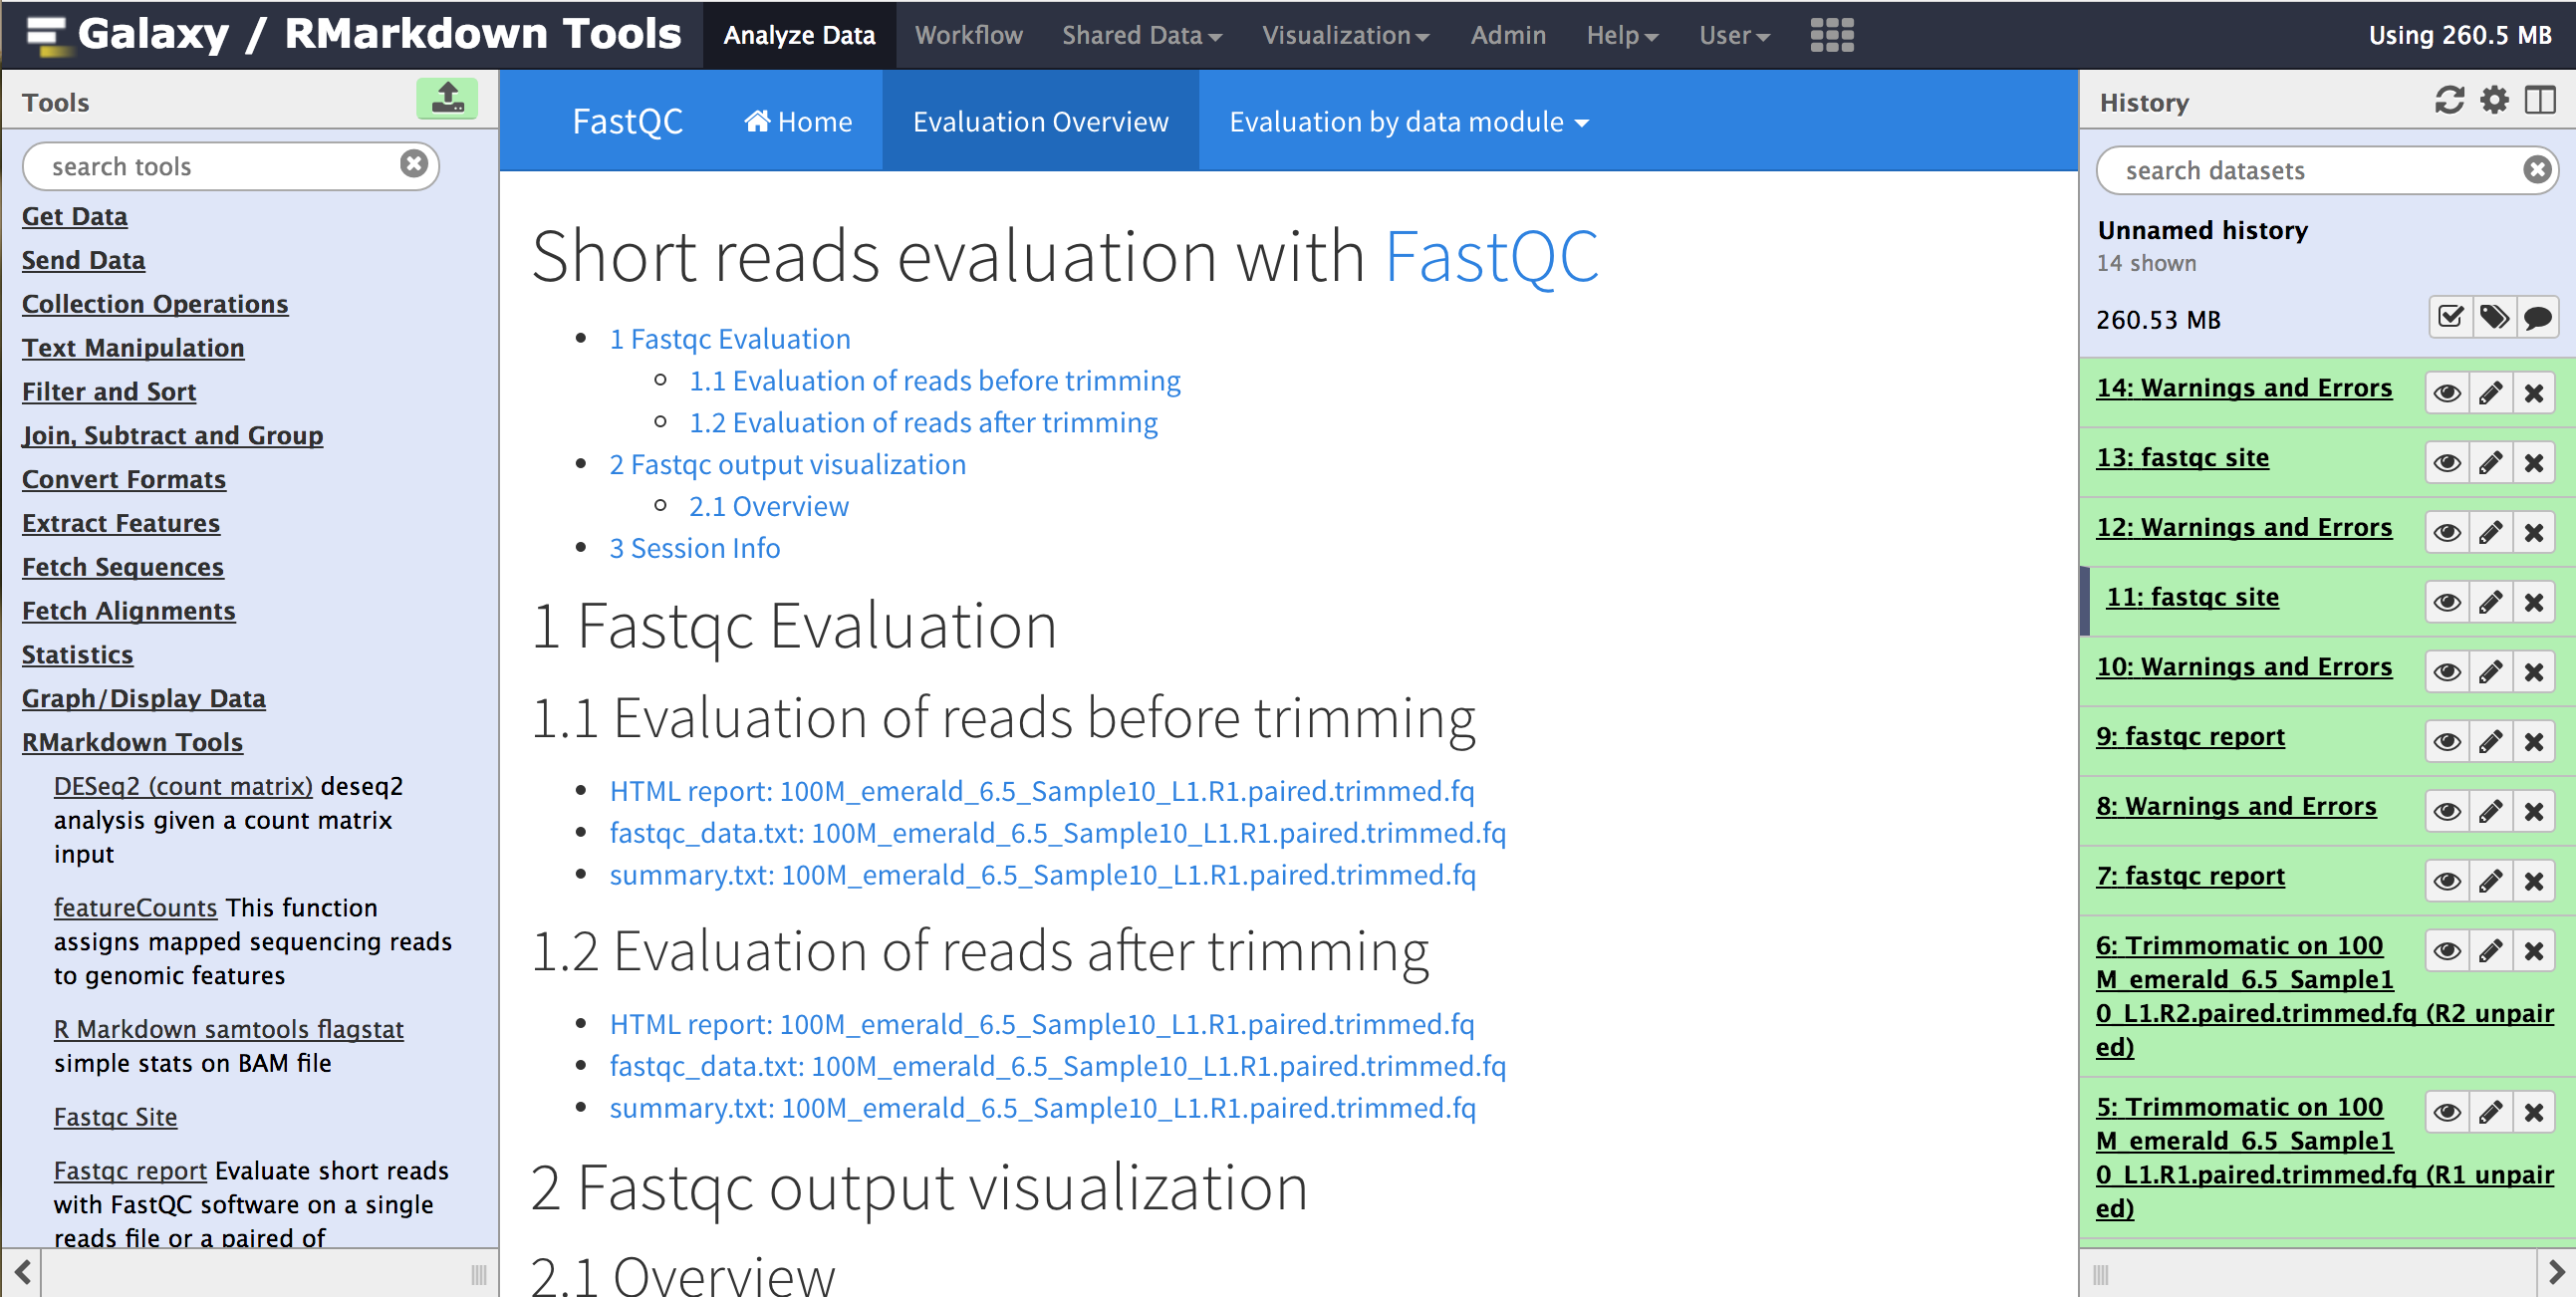 Galaxy / RMarkdown Tools
Analyze Data
Workflow
Shared Data
Visualization
Admin
Help
User
Using 260.5 MB
Tools
search tools
Get Data
Send Data
Collection Operations
Text Manipulation
Filter and Sort
Join, Subtract and Group
Convert Formats
Extract Features
Fetch Sequences
Fetch Alignments
Statistics
Graph/Display Data
RMarkdown Tools
DESeq2 (count matrix) deseq2
analysis given a count matrix
input
featureCounts This function
assigns mapped sequencing reads
to genomic features
R Markdown samtools flagstat
simple stats on BAM file
Fastqc Site
Fastqc report Evaluate short reads
with FastQC software on a single
reads file or a paired of
FastQC
Home
Evaluation Overview
Evaluation by data module
Short reads evaluation with FastQC
1 Fastqc Evaluation
1.1 Evaluation of reads before trimming
1.2 Evaluation of reads after trimming
2 Fastqc output visualization
2.1 Overview
3 Session Info
1 Fastqc Evaluation
1.1 Evaluation of reads before trimming
HTML report: 100M_emerald_6.5_Sample10_L1.R1.paired.trimmed.fq
fastqc_data.txt: 100M_emerald_6.5_Sample10_L1.R1.paired.trimmed.fq
summary.txt: 100M_emerald_6.5_Sample10_L1.R1.paired.trimmed.fq
1.2 Evaluation of reads after trimming
HTML report: 100M_emerald_6.5_Sample10_L1.R1.paired.trimmed.fq
fastqc_data.txt: 100M_emerald_6.5_Sample10_L1.R1.paired.trimmed.fq
summary.txt: 100M_emerald_6.5_Sample10_L1.R1.paired.trimmed.fq
2 Fastqc output visualization
2.1 Overview
History
search datasets
Unnamed history
14 shown
260.53 MB
14: Warnings and Errors
13: fastqc site
12: Warnings and Errors
11: fastqc site
10: Warnings and Errors
9: fastqc report
8: Warnings and Errors
7: fastqc report
6: Trimmomatic on 100
M_emerald_6.5_Sample1
0_L1.R2.paired.trimmed.fq (R2 unpair
ed)
5: Trimmomatic on 100
M_emerald_6.5_Sample1
0_L1.R1.paired.trimmed.fq (R1 unpair
ed)